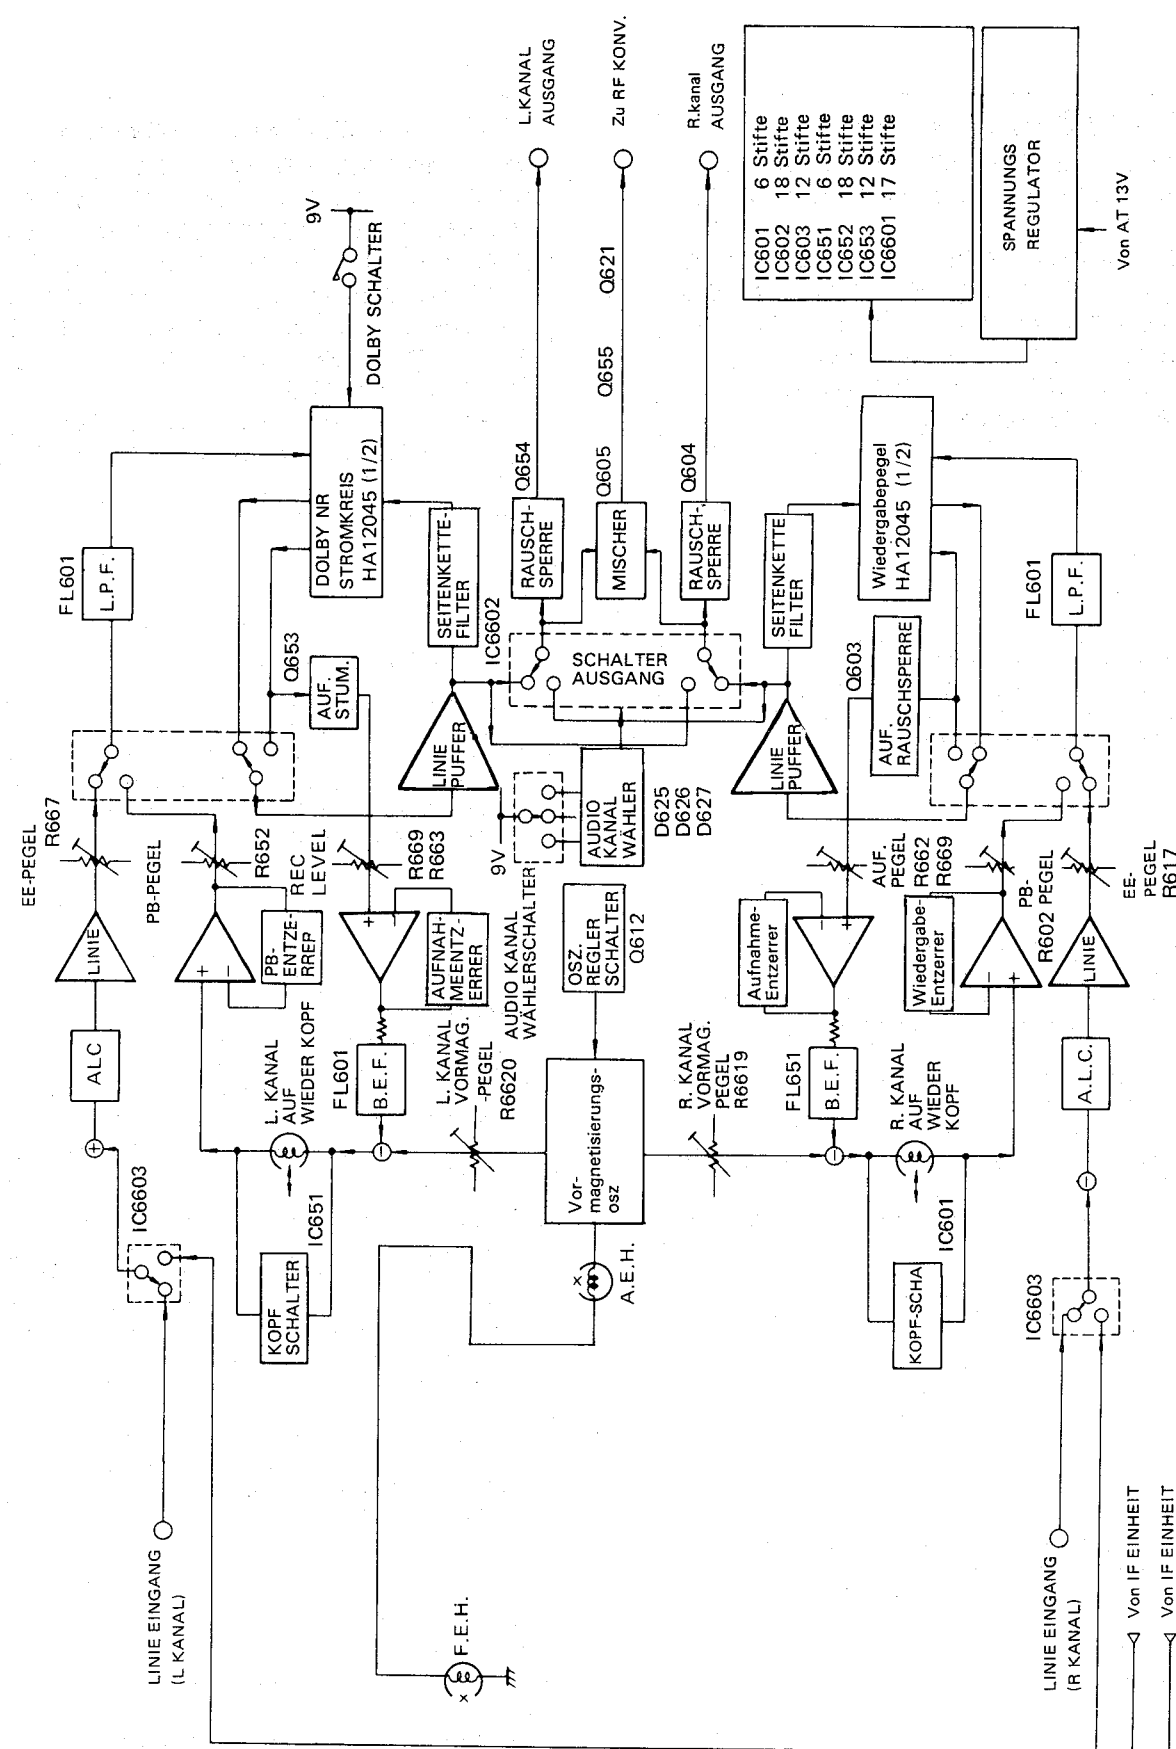 EE-PEGEL
R667
FL601
L.P.F.
9V
DOLBY SCHALTER
DOLBY NR
STROMKREIS
HA12045 (1/2)
LINIE
ALC
IC6603
LINIE EINGANG
(L KANAL)
PB-PEGEL
R652
PB-
ENTZE-
RREP
REC
LEVEL
R669
R663
Q653
AUF.
STUM.
SEITENKETTE-
FILTER
L. KANAL
AUF
WIEDER KOPF
IC651
KOPF
SCHALTER
FL601
B.E.F.
AUFNAH-
MEENTZ-
ERRER
L. KANAL
VORMAG.
-PEGEL
R6620
LINIE
PUFFER
IC6602
SCHALTER
AUSGANG
AUDIO KANAL
WÄHLERSCHALTER
9V
AUDIO
KANAL
WÄHLER
D625
D626
D627
OSZ.
REGLER
SCHALTER
Q612
Vor-
magnetisierungs-
osz
x
A.E.H.
x
F.E.H.
Q654
RAUSCH-
SPERRE
L.KANAL
AUSGANG
Q605
MISCHER
Q655
Q621
Zu RF KONV.
Q604
RAUSCH-
SPERRE
R.kanal
AUSGANG
IC601 6 Stifte
IC602 18 Stifte
IC603 12 Stifte
IC651 6 Stifte
IC652 18 Stifte
IC653 12 Stifte
IC6601 17 Stifte
SPANNUNGS
REGULATOR
Von AT 13V
SEITENKETTE
FILTER
LINIE
PUFFER
Wiedergabepegel
HA12045 (1/2)
FL601
L.P.F.
Q603
AUF.
RAUSCHSPERRE
R. KANAL
VORMAG.
PEGEL
R6619
FL651
B.E.F.
Aufnahme-
Entzerrer
AUF.
PEGEL
R662
R669
R. KANAL
AUF
WIEDER
KOPF
IC601
KOPF-SCHA
Wiedergabe-
Entzerrer
PB-
PEGEL
R602
LINIE
EE-
PEGEL
R617
A.L.C.
IC6603
LINIE EINGANG
(R KANAL)
Von IF EINHEIT
Von IF EINHEIT